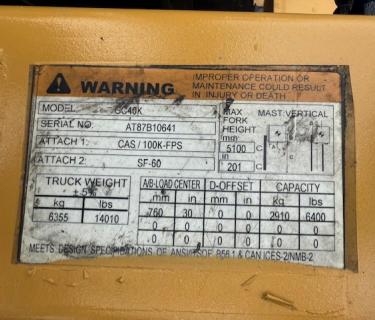 WARNING
IMPROPER OPERATION OR
MAINTENANCE COULD RESULT
IN INJURY OR DEATH
MODEL GC40K
SERIAL NO. AT87B10641
ATTACH 1: CAS / 100K-FPS
ATTACH 2: SF-60
MAX
FORK
HEIGHT
mm
5100
in
201
MAST:VERTICAL
A
C
C
TRUCK WEIGHT
± 5%
kg lbs
6355 14010
A/B-LOAD CENTER D-OFFSET CAPACITY
mm in mm in kg lbs
760 30 0 0 2910 6400
0 0 0 0 0 0
0 0 0 0 0 0
MEETS DESIGN SPECIFICATIONS OF B56.1 & CAN ICES-2/NMB-2